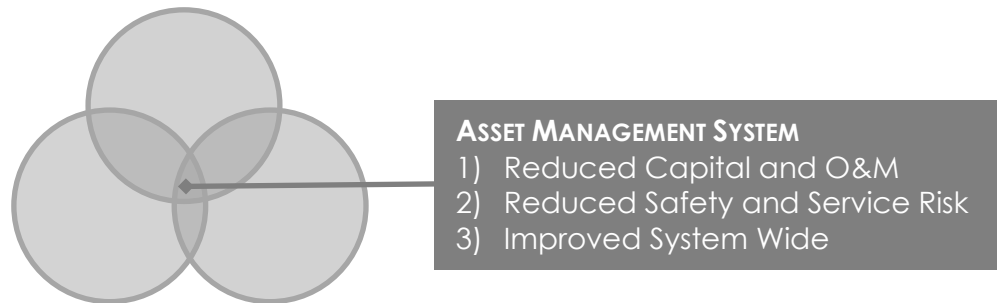 ASSET MANAGEMENT SYSTEM
1) Reduced Capital and O&M
2) Reduced Safety and Service Risk
3) Improved System Wide